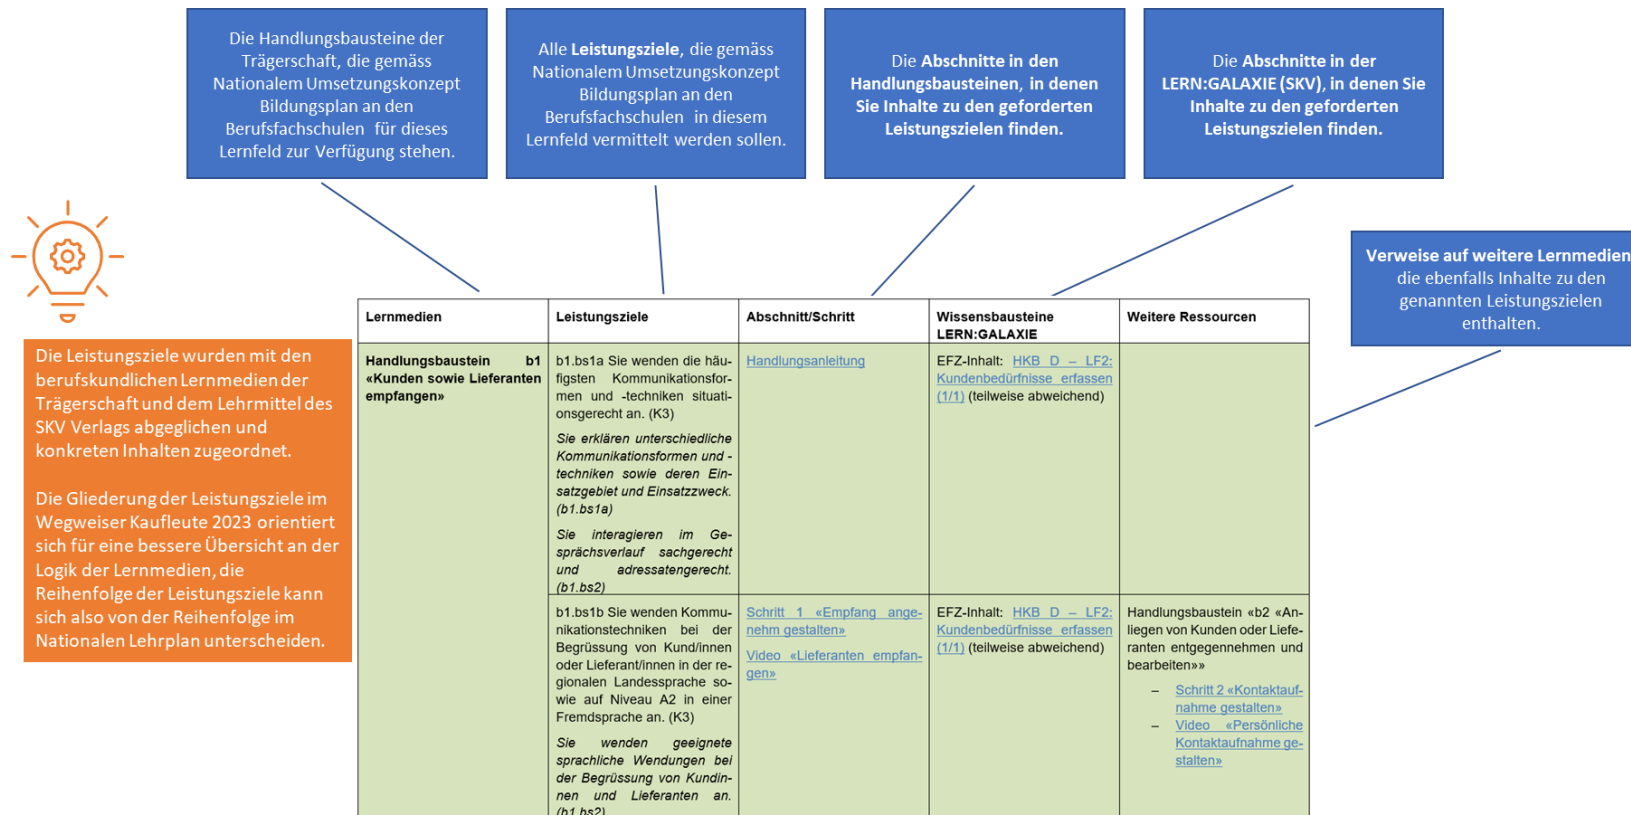 Die Handlungsbausteine der
Trägerschaft, die gemäss
Nationalem Umsetzungskonzept
Bildungsplan an den
Berufsfachschulen für dieses
Lernfeld zur Verfügung stehen.
Alle Leistungsziele, die gemäss
Nationalem Umsetzungskonzept
Bildungsplan an den
Berufsfachschulen in diesem
Lernfeld vermittelt werden sollen.
Die Abschnitte in den
Handlungsbausteinen, in denen
Sie Inhalte zu den geforderten
Leistungszielen finden.
Die Abschnitte in der
LERN:GALAXIE (SKV), in denen Sie
Inhalte zu den geforderten
Leistungszielen finden.
Verweise auf weitere Lernmedien
die ebenfalls Inhalte zu den
genannten Leistungszielen
enthalten.
Die Leistungsziele wurden mit den
berufskundlichen Lernmedien der
Trägerschaft und dem Lehrmittel des
SKV Verlags abgeglichen und
konkreten Inhalten zugeordnet.
Die Gliederung der Leistungsziele im
Wegweiser Kaufleute 2023 orientiert
sich für eine bessere Übersicht an der
Logik der Lernmedien, die
Reihenfolge der Leistungsziele kann
sich also von der Reihenfolge im
Nationalen Lehrplan unterscheiden.
Lernmedien
Leistungsziele
Abschnitt/Schritt
Wissensbausteine
LERN:GALAXIE
Weitere Ressourcen
Handlungsbaustein b1
«Kunden sowie Lieferanten
empfangen»
b1.bs1a Sie wenden die häu-
figsten Kommunikationsfor-
men und -techniken situati-
onsgerecht an. (K3)
Sie erklären unterschiedliche
Kommunikationsformen und -
techniken sowie deren Ein-
satzgebiet und Einsatzzweck.
(b1.bs1a)
Sie interagieren im Ge-
sprächsverlauf sachgerecht
und adressatengerecht.
(b1.bs2)
Handlungsanleitung
EFZ-Inhalt: HKB D – LF2:
Kundenbedürfnisse erfassen
(1/1) (teilweise abweichend)
b1.bs1b Sie wenden Kommu-
nikationstechniken bei der
Begrüssung von Kund/innen
oder Lieferant/innen in der re-
gionalen Landessprache so-
wie auf Niveau A2 in einer
Fremdsprache an. (K3)
Sie wenden geeignete
sprachliche Wendungen bei
der Begrüssung von Kundin-
nen und Lieferanten an.
(b1.bs2)
Schritt 1 «Empfang ange-
nehm gestalten»
Video «Lieferanten empfan-
gen»
EFZ-Inhalt: HKB D – LF2:
Kundenbedürfnisse erfassen
(1/1) (teilweise abweichend)
Handlungsbaustein «b2 «An-
liegen von Kunden oder Liefe-
ranten entgegennehmen und
bearbeiten»»
– Schritt 2 «Kontaktauf-
nahme gestalten»
– Video «Persönliche
Kontaktaufnahme ge-
stalten»